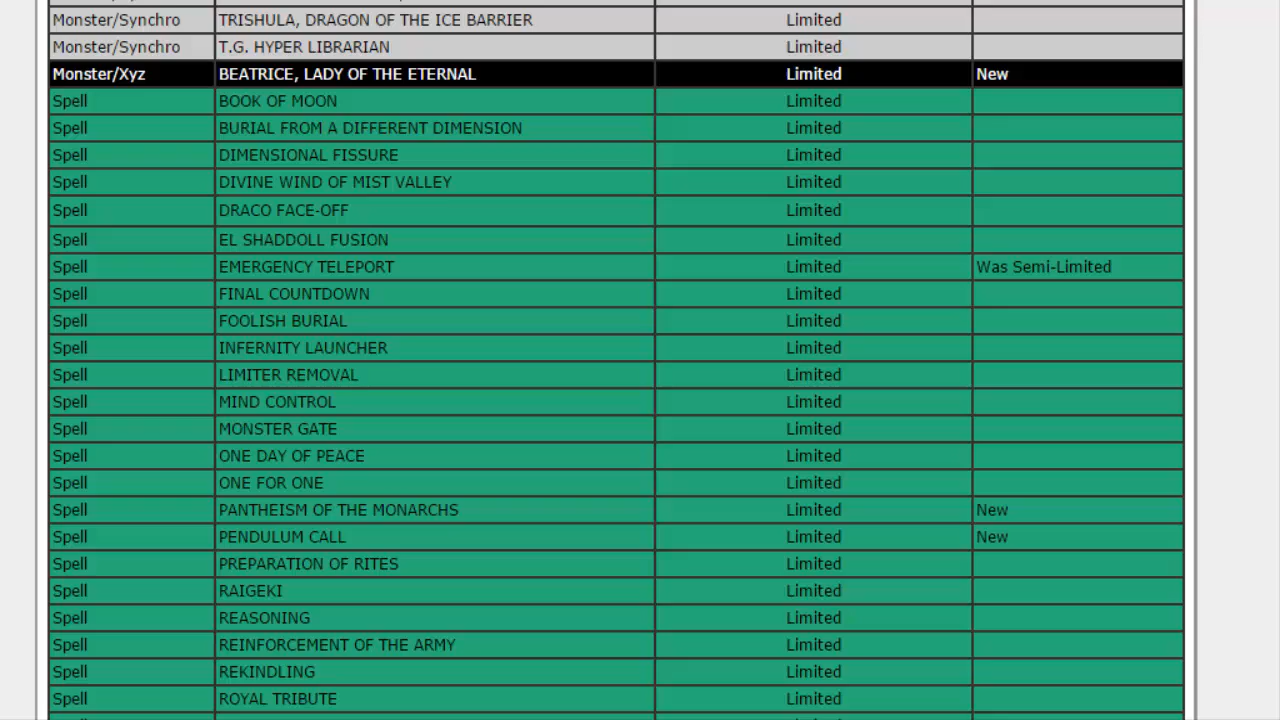 Monster/Synchro TRISHULA, DRAGON OF THE ICE BARRIER Limited
Monster/Synchro T.G. HYPER LIBRARIAN Limited
Monster/Xyz BEATRICE, LADY OF THE ETERNAL Limited New
Spell BOOK OF MOON Limited
Spell BURIAL FROM A DIFFERENT DIMENSION Limited
Spell DIMENSIONAL FISSURE Limited
Spell DIVINE WIND OF MIST VALLEY Limited
Spell DRACO FACE-OFF Limited
Spell EL SHADDOLL FUSION Limited
Spell EMERGENCY TELEPORT Limited Was Semi-Limited
Spell FINAL COUNTDOWN Limited
Spell FOOLISH BURIAL Limited
Spell INFERNITY LAUNCHER Limited
Spell LIMITER REMOVAL Limited
Spell MIND CONTROL Limited
Spell MONSTER GATE Limited
Spell ONE DAY OF PEACE Limited
Spell ONE FOR ONE Limited
Spell PANTHEISM OF THE MONARCHS Limited New
Spell PENDULUM CALL Limited New
Spell PREPARATION OF RITES Limited
Spell RAIGEKI Limited
Spell REASONING Limited
Spell REINFORCEMENT OF THE ARMY Limited
Spell REKINDLING Limited
Spell ROYAL TRIBUTE Limited